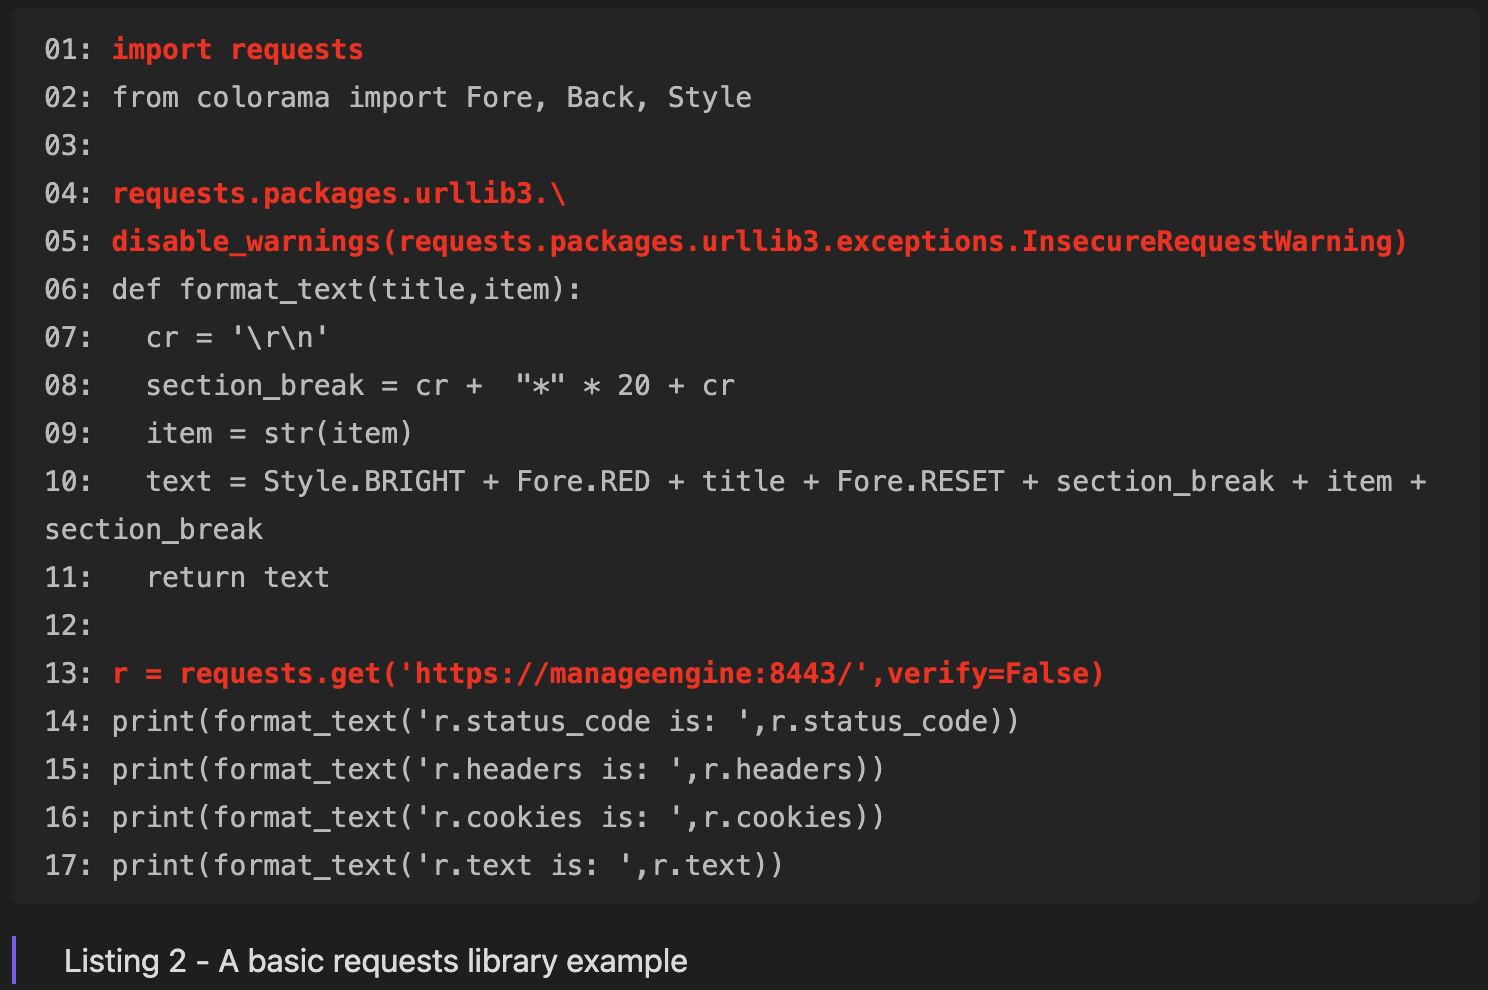 01: import requests
02: from colorama import Fore, Back, Style
03:
04: requests.packages.urllib3.\
05: disable_warnings(requests.packages.urllib3.exceptions.InsecureRequestWarning)
06: def format_text(title,item):
07:   cr = '\r\n'
08:   section_break = cr +  "*" * 20 + cr
09:   item = str(item)
10:   text = Style.BRIGHT + Fore.RED + title + Fore.RESET + section_break + item +
section_break
11:   return text
12:
13: r = requests.get('https://manageengine:8443/',verify=False)
14: print(format_text('r.status_code is: ',r.status_code))
15: print(format_text('r.headers is: ',r.headers))
16: print(format_text('r.cookies is: ',r.cookies))
17: print(format_text('r.text is: ',r.text))
Listing 2 - A basic requests library example